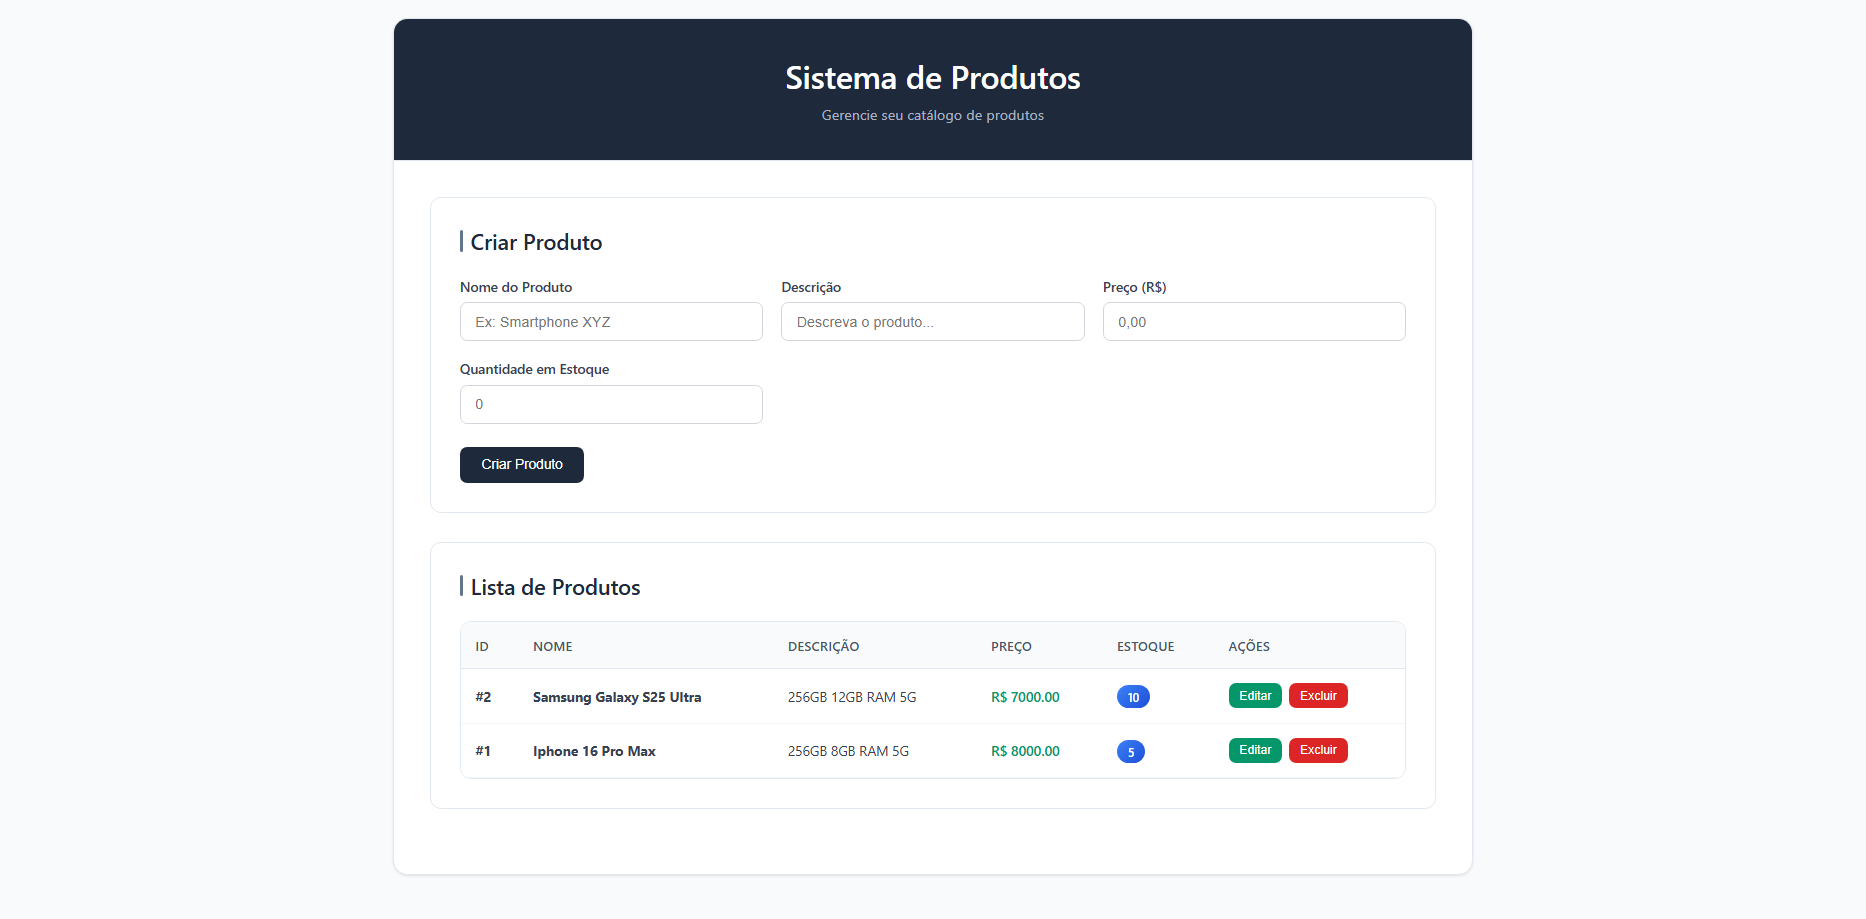 Sistema de Produtos
Gerencie seu catálogo de produtos
Criar Produto
Nome do Produto Descrição Preço (R$)
Ex: Smartphone XYZ Descreva o produto... 0,00
Quantidade em Estoque
0
Criar Produto
Lista de Produtos
ID NOME DESCRIÇÃO PREÇO ESTOQUE AÇÕES
#2 Samsung Galaxy S25 Ultra 256GB 12GB RAM 5G R$ 7000.00 10 Editar Excluir
#1 Iphone 16 Pro Max 256GB 8GB RAM 5G R$ 8000.00 5 Editar Excluir